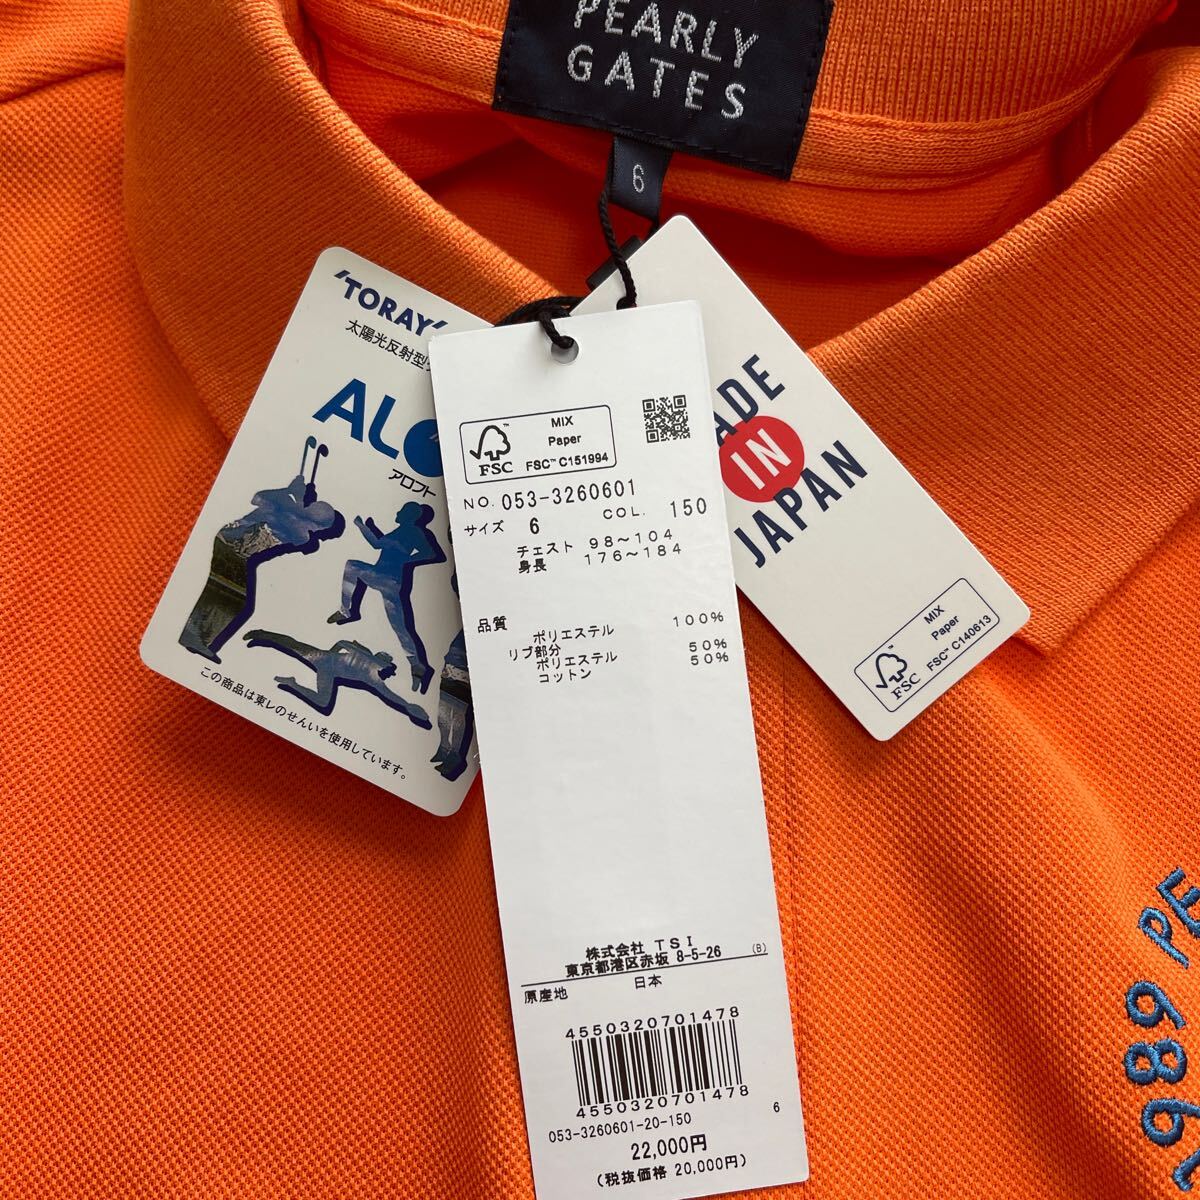 PEARLY
GATES
6
'TORAY'
太陽光反射型
ALO
アロフト
この商品は東レのせんいを使用しています。
MIX
Paper
FSC™ C151994
FSC
NO. 053-3260601
サイズ 6 COL. 150
チェスト 98～104
身長 176～184
品質
ポリエステル 100%
リブ部分
ポリエステル 50%
コットン 50%
株式会社 TSI
東京都港区赤坂 8-5-26 (B)
原産地 日本
4550320701478
4550320701478
053-3260601-20-150 6
22,000円
(税抜価格 20,000円)
ADE
IN
JAPAN
MIX
Paper
FSC™ C140613
FSC
1989 PE